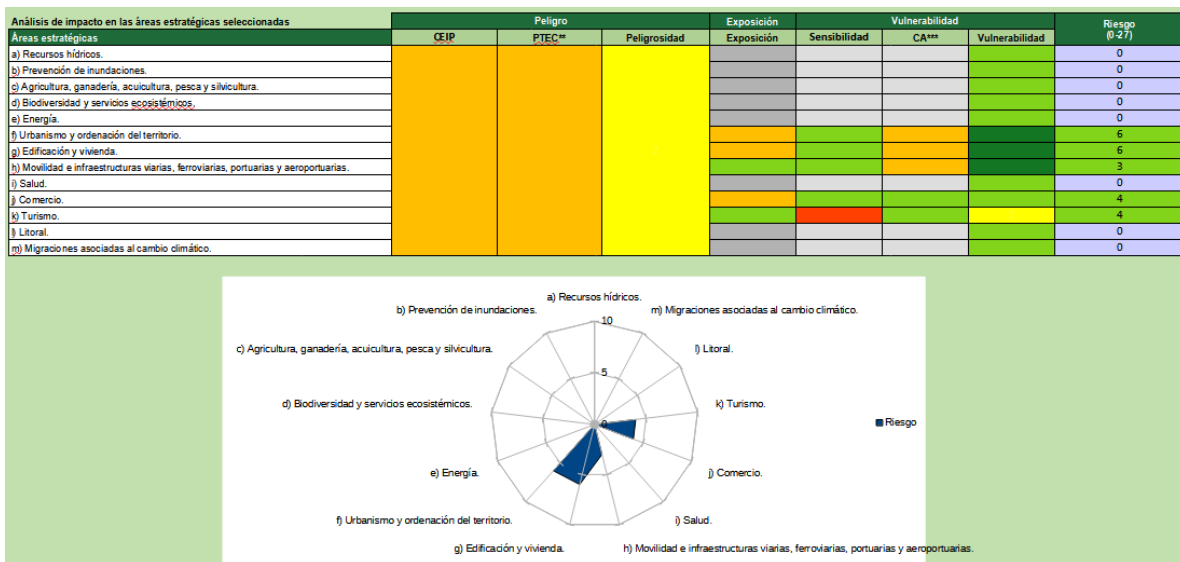 Análisis de impacto en las áreas estratégicas seleccionadas Peligro Exposición Vulnerabilidad Riesgo (0-27)
Áreas estratégicas ŒIP PTEC** Peligrosidad Exposición Sensibilidad CA*** Vulnerabilidad
a) Recursos hídricos. 0
b) Prevención de inundaciones. 0
c) Agricultura, ganadería, acuicultura, pesca y silvicultura. 0
d) Biodiversidad y servicios ecosistémicos, 0
e) Energía. 0
f) Urbanismo y ordenación del territorio. 6
g) Edificación y vivienda. 6
h) Movilidad e infraestructuras viarias, ferroviarias, portuarias y aeroportuarias. 3
i) Salud. 0
j) Comercio. 4
k) Turismo. 4
l) Litoral. 0
m) Migraciones asociadas al cambio climático. 0
a) Recursos hídricos.
b) Prevención de inundaciones. 10 m) Migraciones asociadas al cambio climático.
c) Agricultura, ganadería, acuicultura, pesca y silvicultura. l) Litoral.
5
d) Biodiversidad y servicios ecosistémicos. k) Turismo.
0 Riesgo
e) Energía. j) Comercio.
f) Urbanismo y ordenación del territorio. i) Salud.
g) Edificación y vivienda. h) Movilidad e infraestructuras viarias, ferroviarias, portuarias y aeroportuarias.